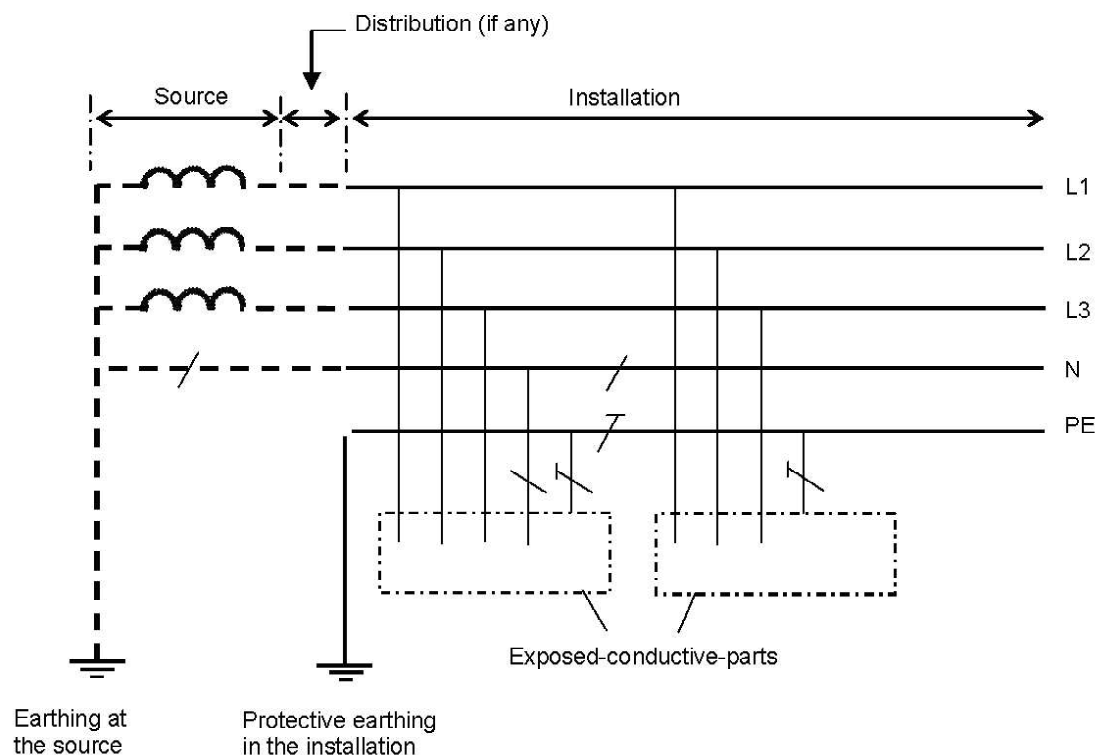 Distribution (if any)
Source
Installation
L1
L2
L3
N
PE
Exposed-conductive-parts
Earthing at
the source
Protective earthing
in the installation